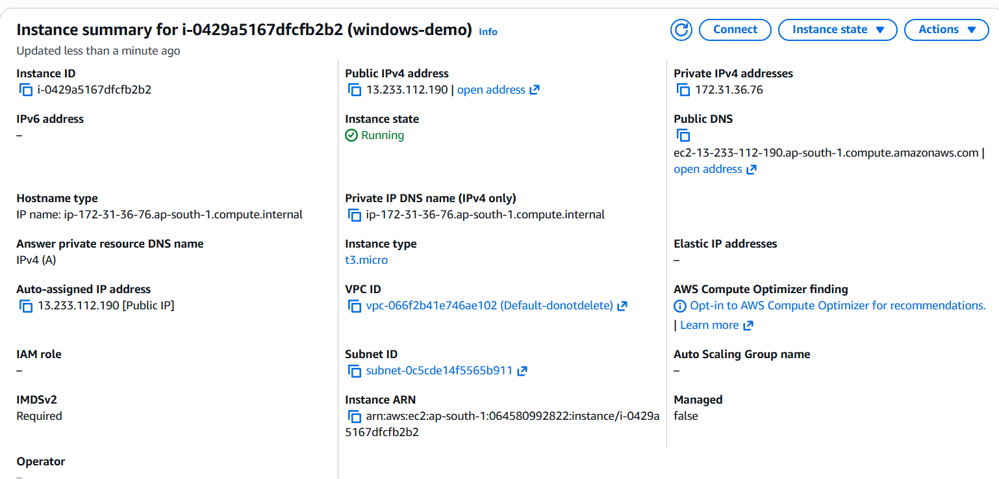 Instance summary for i-0429a5167dfcfb2b2 (windows-demo) Info
Connect
Instance state
Actions
Updated less than a minute ago
Instance ID
i-0429a5167dfcfb2b2
Public IPv4 address
13.233.112.190 | open address
Private IPv4 addresses
172.31.36.76
IPv6 address
–
Instance state
Running
Public DNS
ec2-13-233-112-190.ap-south-1.compute.amazonaws.com |
open address
Hostname type
IP name: ip-172-31-36-76.ap-south-1.compute.internal
Private IP DNS name (IPv4 only)
ip-172-31-36-76.ap-south-1.compute.internal
Answer private resource DNS name
IPv4 (A)
Instance type
t3.micro
Elastic IP addresses
–
Auto-assigned IP address
13.233.112.190 [Public IP]
VPC ID
vpc-066f2b41e746ae102 (Default-donotdelete)
AWS Compute Optimizer finding
Opt-in to AWS Compute Optimizer for recommendations.
| Learn more
IAM role
–
Subnet ID
subnet-0c5cde14f5565b911
Auto Scaling Group name
–
IMDSv2
Required
Instance ARN
arn:aws:ec2:ap-south-1:064580992822:instance/i-0429a
5167dfcfb2b2
Managed
false
Operator
–